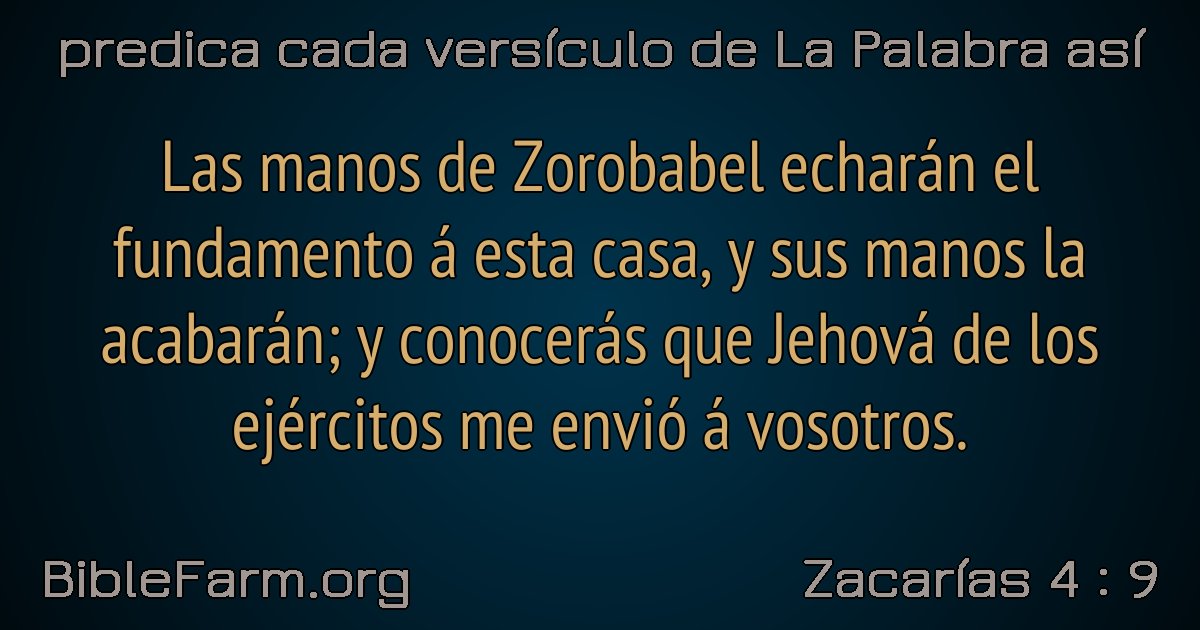 predica cada versículo de La Palabra así
Las manos de Zorobabel echarán el
fundamento á esta casa, y sus manos la
acabarán; y conocerás que Jehová de los
ejércitos me envió á vosotros.
BibleFarm.org
Zacarías 4 : 9